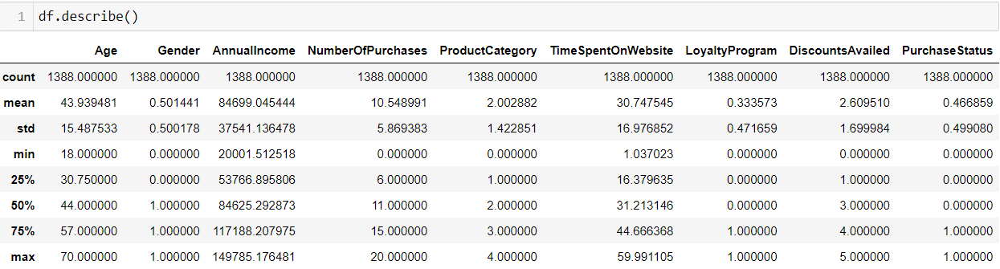 1 df.describe()
Age Gender AnnualIncome NumberOfPurchases ProductCategory TimeSpentOnWebsite LoyaltyProgram DiscountsAvailed PurchaseStatus
count 1388.000000 1388.000000 1388.000000 1388.000000 1388.000000 1388.000000 1388.000000 1388.000000 1388.000000
mean 43.939481 0.501441 84699.045444 10.548991 2.002882 30.747545 0.333573 2.609510 0.466859
std 15.487533 0.500178 37541.136478 5.869383 1.422851 16.976852 0.471659 1.699984 0.499080
min 18.000000 0.000000 20001.512518 0.000000 0.000000 1.037023 0.000000 0.000000 0.000000
25% 30.750000 0.000000 53766.895806 6.000000 1.000000 16.379635 0.000000 1.000000 0.000000
50% 44.000000 1.000000 84625.292873 11.000000 2.000000 31.213146 0.000000 3.000000 0.000000
75% 57.000000 1.000000 117188.207975 15.000000 3.000000 44.666368 1.000000 4.000000 1.000000
max 70.000000 1.000000 149785.176481 20.000000 4.000000 59.991105 1.000000 5.000000 1.000000